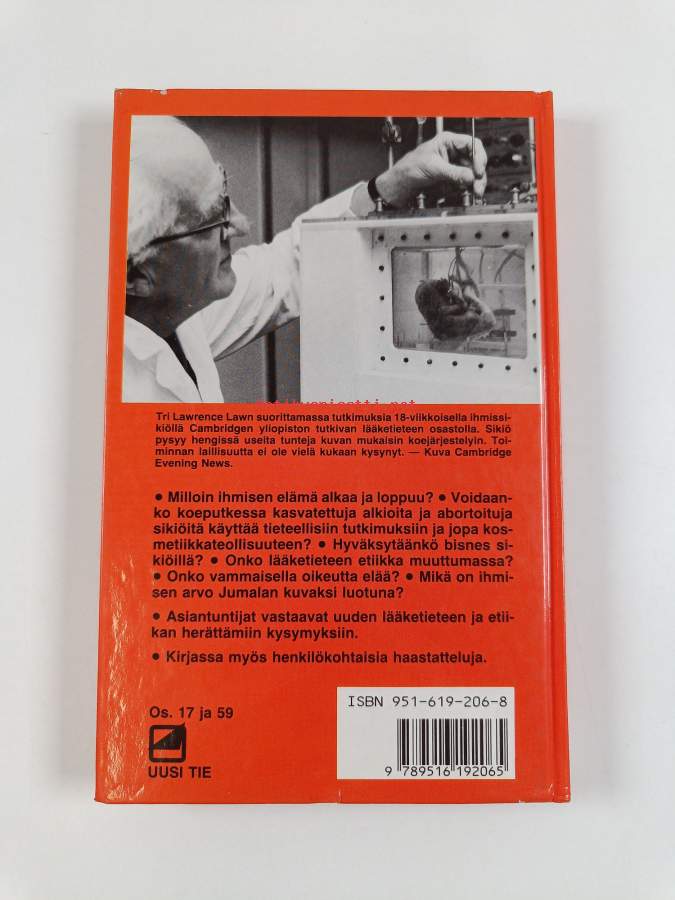 Tri Lawrence Lawn suorittamassa tutkimuksia 18-viikkoisella ihmissi-
kiöllä Cambridgen yliopiston tutkivan lääketieteen osastolla. Sikiö
pysyy hengissä useita tunteja kuvan mukaisin koejärjestelyin. Toi-
minnan laillisuutta ei ole vielä kukaan kysynyt. — Kuva Cambridge
Evening News.
● Milloin ihmisen elämä alkaa ja loppuu? ● Voidaan-
ko koeputkessa kasvatettuja alkioita ja abortoituja
sikiöitä käyttää tieteellisiin tutkimuksiin ja jopa kos-
metiikkateollisuuteen? ● Hyväksytäänkö bisnes si-
kiöillä? ● Onko lääketieteen etiikka muuttumassa?
● Onko vammaisella oikeutta elää? ● Mikä on ihmi-
sen arvo Jumalan kuvaksi luotuna?
● Asiantuntijat vastaavat uuden lääketieteen ja etii-
kan herättämiin kysymyksiin.
● Kirjassa myös henkilökohtaisia haastatteluja.
Os. 17 ja 59
UUSI TIE
ISBN 951-619-206-8
9 789516 192065